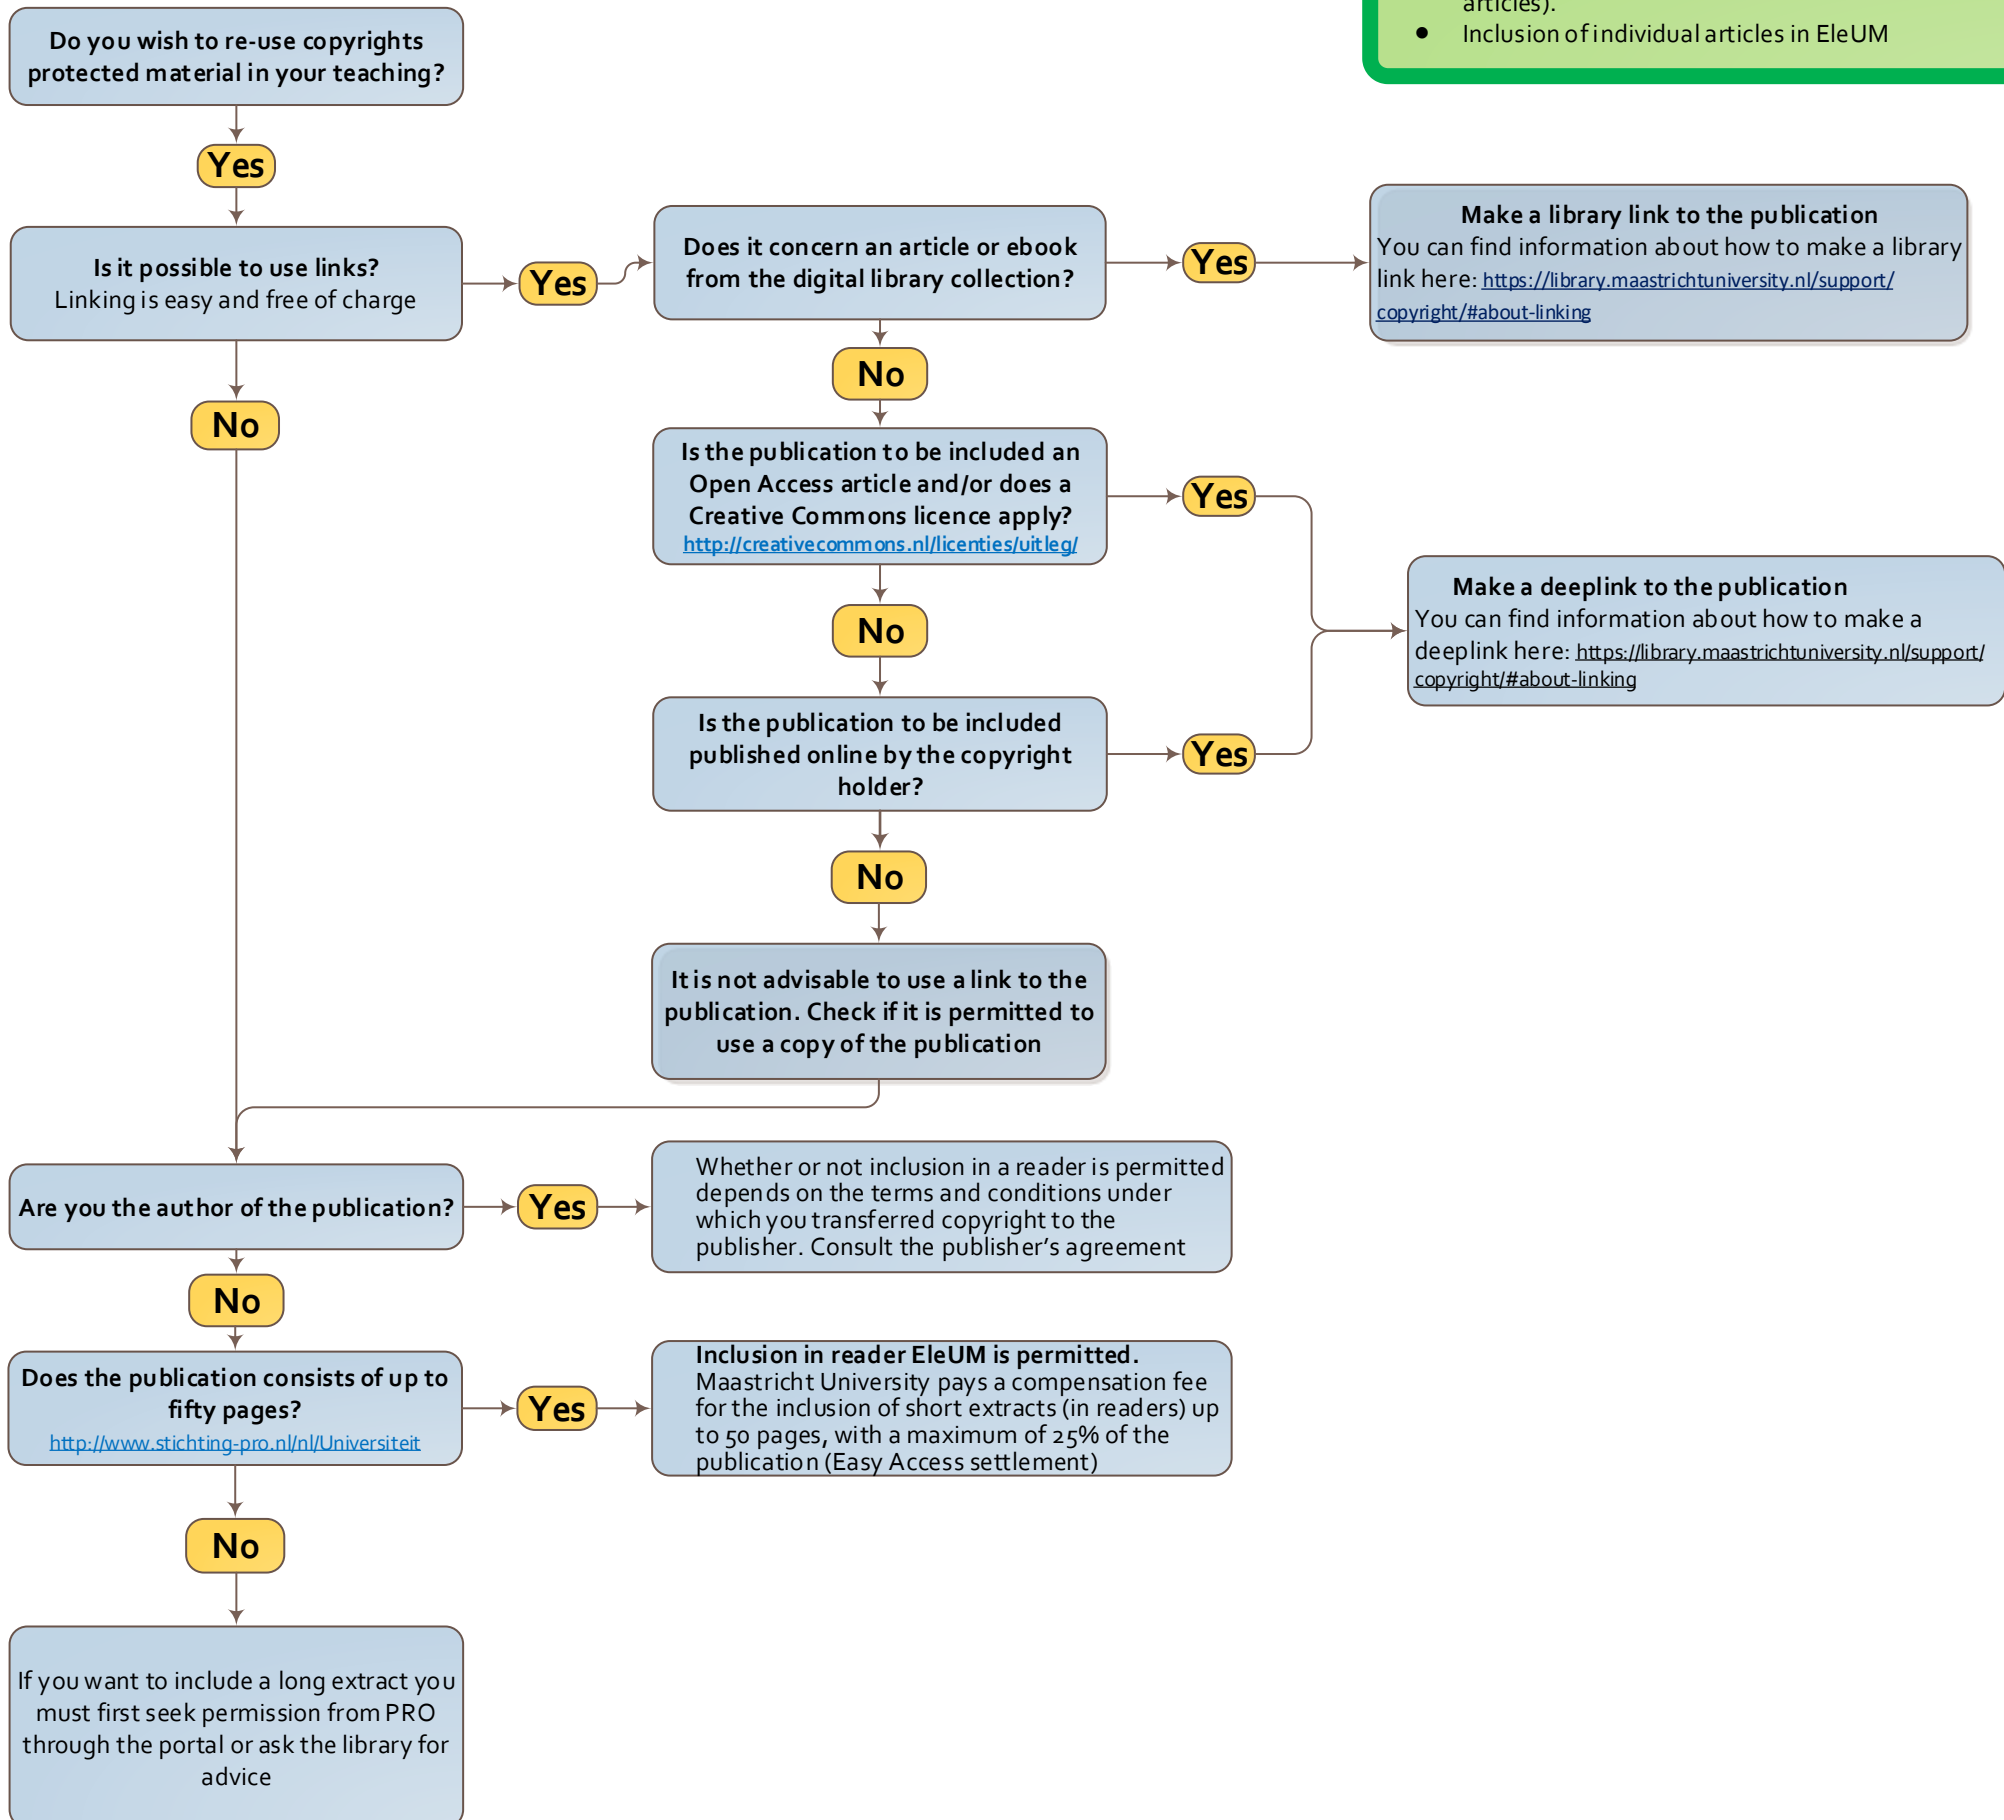 articles).
● Inclusion of individual articles in EleUM
Do you wish to re-use copyrights
protected material in your teaching?
Yes
Is it possible to use links?
Linking is easy and free of charge
Yes
Does it concern an article or ebook
from the digital library collection?
Yes
Make a library link to the publication
You can find information about how to make a library
link here: https://library.maastrichtuniversity.nl/support/
copyright/#about-linking
No
No
Is the publication to be included an
Open Access article and/or does a
Creative Commons licence apply?
http://creativecommons.nl/licenties/uitleg/
Yes
Make a deeplink to the publication
You can find information about how to make a
deeplink here: https://library.maastrichtuniversity.nl/support/
copyright/#about-linking
No
Is the publication to be included
published online by the copyright
holder?
Yes
No
It is not advisable to use a link to the
publication. Check if it is permitted to
use a copy of the publication
Are you the author of the publication?
Yes
Whether or not inclusion in a reader is permitted
depends on the terms and conditions under
which you transferred copyright to the
publisher. Consult the publisher's agreement
No
Does the publication consists of up to
fifty pages?
http://www.stichting-pro.nl/nl/Universiteit
Yes
Inclusion in reader EleUM is permitted.
Maastricht University pays a compensation fee
for the inclusion of short extracts (in readers) up
to 50 pages, with a maximum of 25% of the
publication (Easy Access settlement)
No
If you want to include a long extract you
must first seek permission from PRO
through the portal or ask the library for
advice